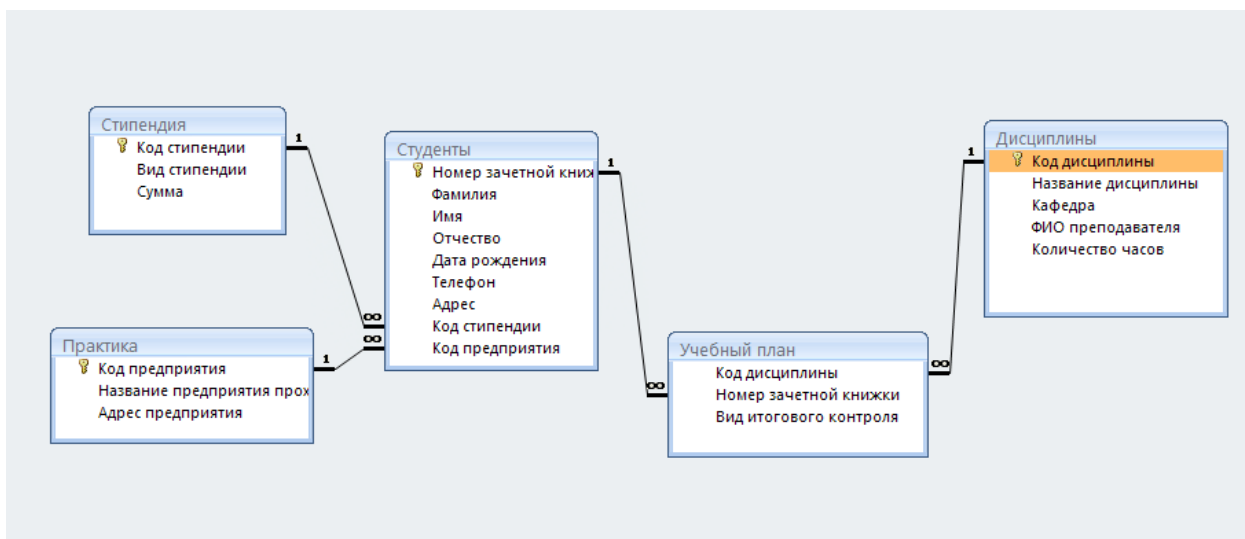 Стипендия
Код стипендии
Вид стипендии
Сумма
1
∞
Практика
Код предприятия
Название предприятия прох
Адрес предприятия
1
∞
Студенты
Номер зачетной книж
Фамилия
Имя
Отчество
Дата рождения
Телефон
Адрес
Код стипендии
Код предприятия
1
∞
Учебный план
Код дисциплины
Номер зачетной книжки
Вид итогового контроля
∞
1
Дисциплины
Код дисциплины
Название дисциплины
Кафедра
ФИО преподавателя
Количество часов